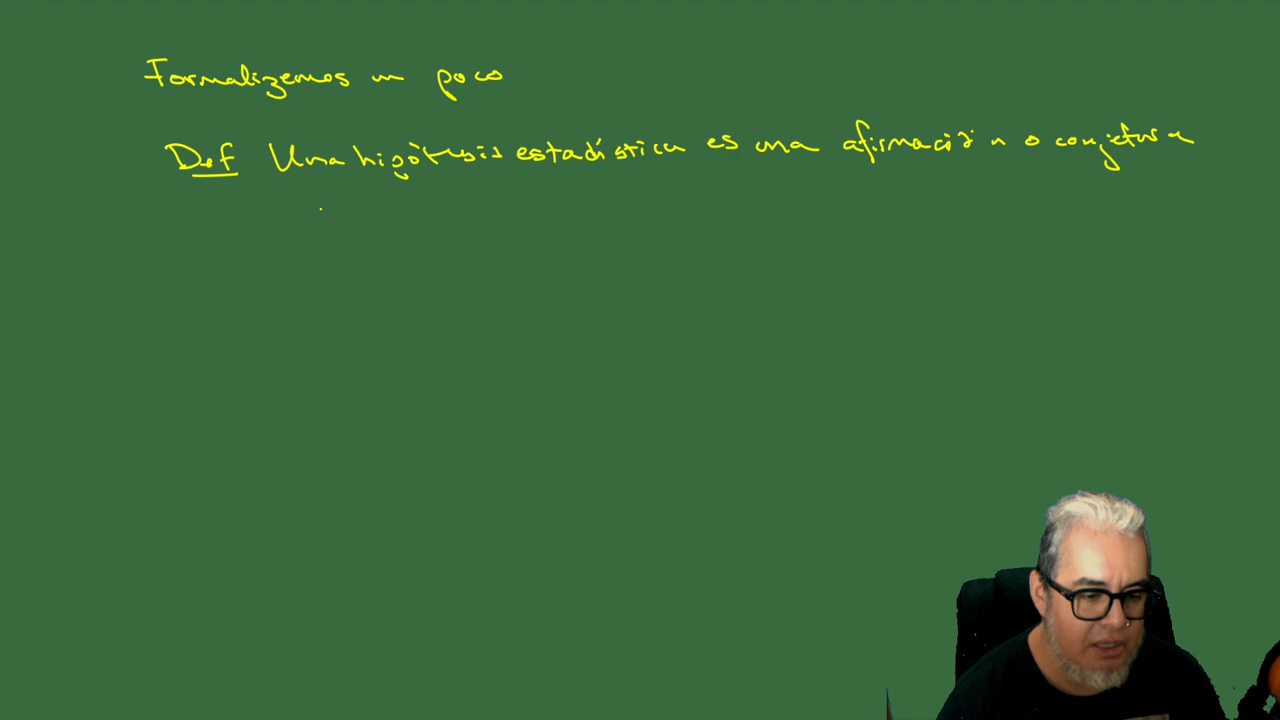 Formalizemos un poco
Def Una hipótesis estadística es una afirmación o conjetura